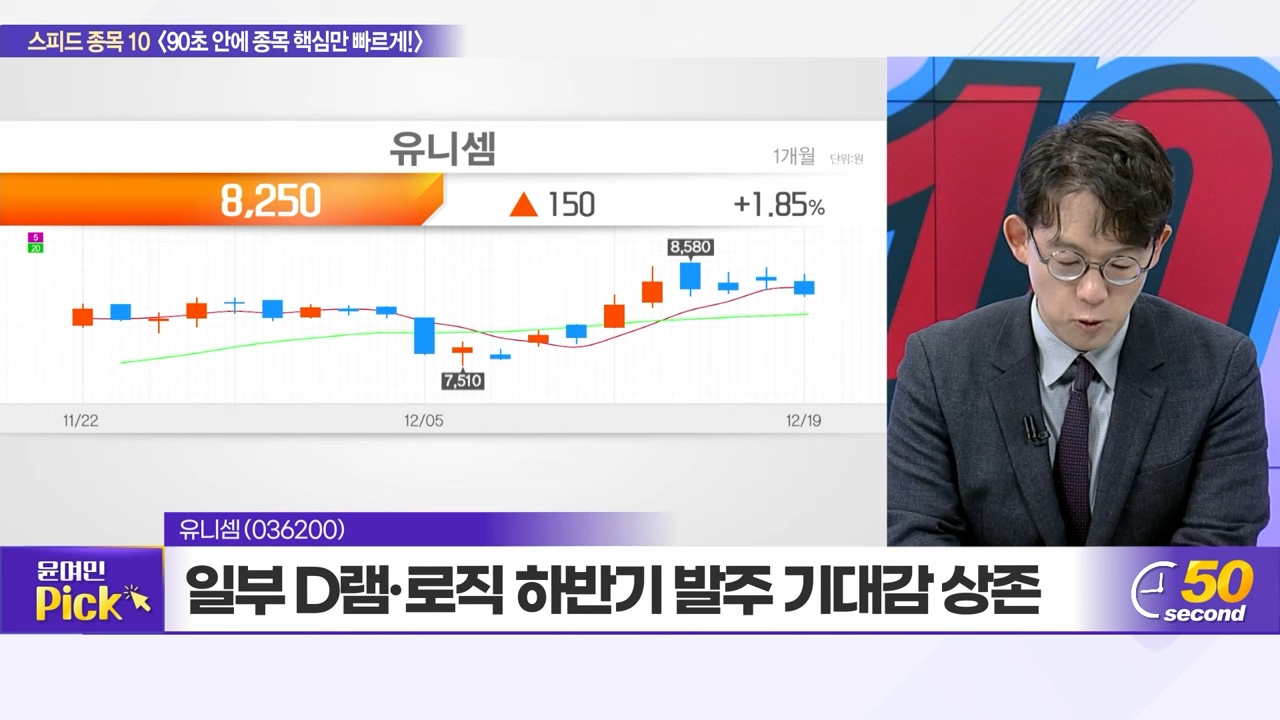 스피드 종목 10 〈90초 안에 종목 핵심만 빠르게!〉
유니셈
1개월 단위:원
8,250 ▲ 150 +1.85%
5
20
8,580
7,510
11/22 12/05 12/19
10
유니셈(036200)
윤여민
Pick
일부 D램·로직 하반기 발주 기대감 상존
50
second